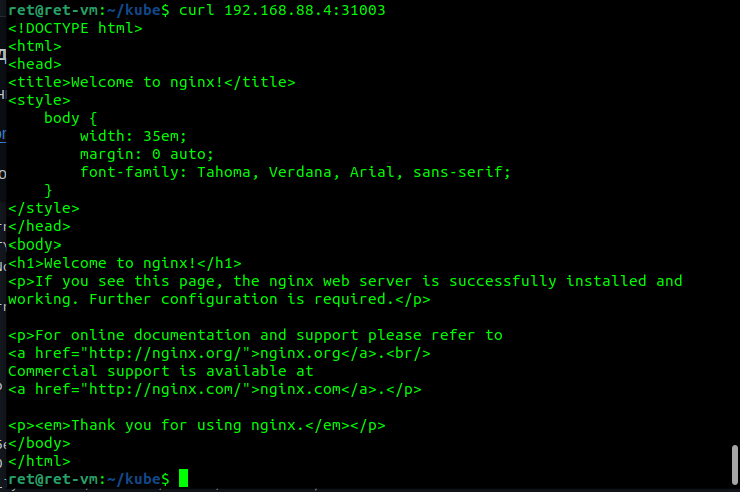 ret@ret-vm:~/kube$ curl 192.168.88.4:31003
<!DOCTYPE html>
<html>
<head>
<title>Welcome to nginx!</title>
<style>
    body {
        width: 35em;
        margin: 0 auto;
        font-family: Tahoma, Verdana, Arial, sans-serif;
    }
</style>
</head>
<body>
<h1>Welcome to nginx!</h1>
<p>If you see this page, the nginx web server is successfully installed and
working. Further configuration is required.</p>

<p>For online documentation and support please refer to
<a href="http://nginx.org/">nginx.org</a>.<br/>
Commercial support is available at
<a href="http://nginx.com/">nginx.com</a>.</p>

<p><em>Thank you for using nginx.</em></p>
</body>
</html>
ret@ret-vm:~/kube$